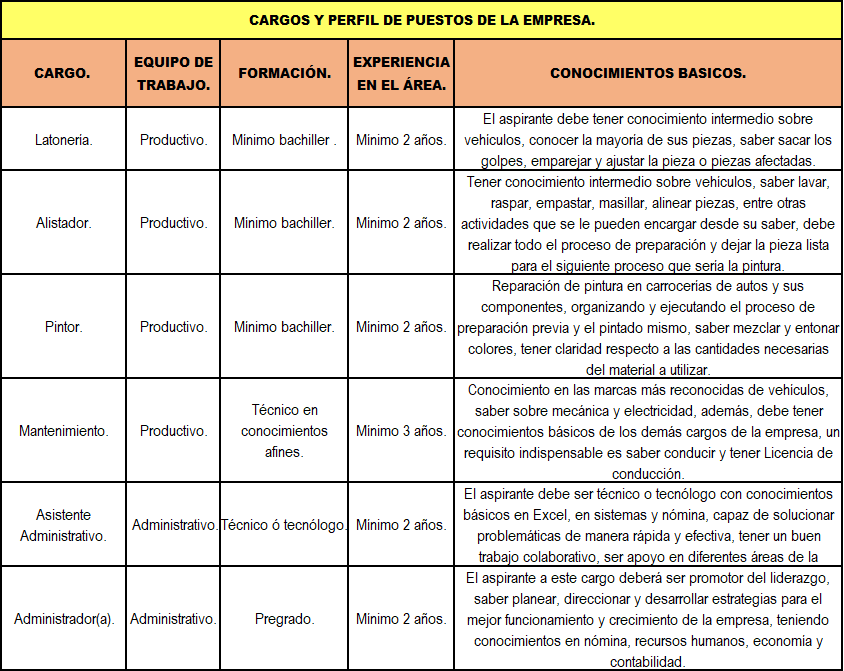 CARGOS Y PERFIL DE PUESTOS DE LA EMPRESA.
CARGO.
EQUIPO DE
TRABAJO.
FORMACIÓN.
EXPERIENCIA
EN EL ÁREA.
CONOCIMIENTOS BASICOS.
Latoneria.
Productivo.
Minimo bachiller .
Minimo 2 años.
El aspirante debe tener conocimiento intermedio sobre
vehículos, conocer la mayoría de sus piezas, saber sacar los
golpes, emparejar y ajustar la pieza o piezas afectadas.
Alistador.
Productivo.
Minimo bachiller.
Minimo 2 años.
Tener conocimiento intermedio sobre vehículos, saber lavar,
raspar, empastar, masillar, alinear piezas, entre otras
actividades que se le pueden encargar desde su saber, debe
realizar todo el proceso de preparación y dejar la pieza lista
para el siguiente proceso que sería la pintura.
Pintor.
Productivo.
Minimo bachiller.
Minimo 2 años.
Reparación de pintura en carrocerías de autos y sus
componentes, organizando y ejecutando el proceso de
preparación previa y el pintado mismo, saber mezclar y entonar
colores, tener claridad respecto a las cantidades necesarias
del material a utilizar.
Mantenimiento.
Productivo.
Técnico en
conocimientos
afines.
Minimo 3 años.
Conocimiento en las marcas más reconocidas de vehículos,
saber sobre mecánica y electricidad, además, debe tener
conocimientos básicos de los demás cargos de la empresa, un
requisito indispensable es saber conducir y tener Licencia de
conducción.
Asistente
Administrativo.
Administrativo.
Técnico ó tecnólogo.
Minimo 2 años.
El aspirante debe ser técnico o tecnólogo con conocimientos
básicos en Excel, en sistemas y nómina, capaz de solucionar
problemáticas de manera rápida y efectiva, tener un buen
trabajo colaborativo, ser apoyo en diferentes áreas de la
Administrador(a).
Administrativo.
Pregrado.
Minimo 2 años.
El aspirante a este cargo deberá ser promotor del liderazgo,
saber planear, direccionar y desarrollar estrategias para el
mejor funcionamiento y crecimiento de la empresa, teniendo
conocimientos en nómina, recursos humanos, economía y
contabilidad.